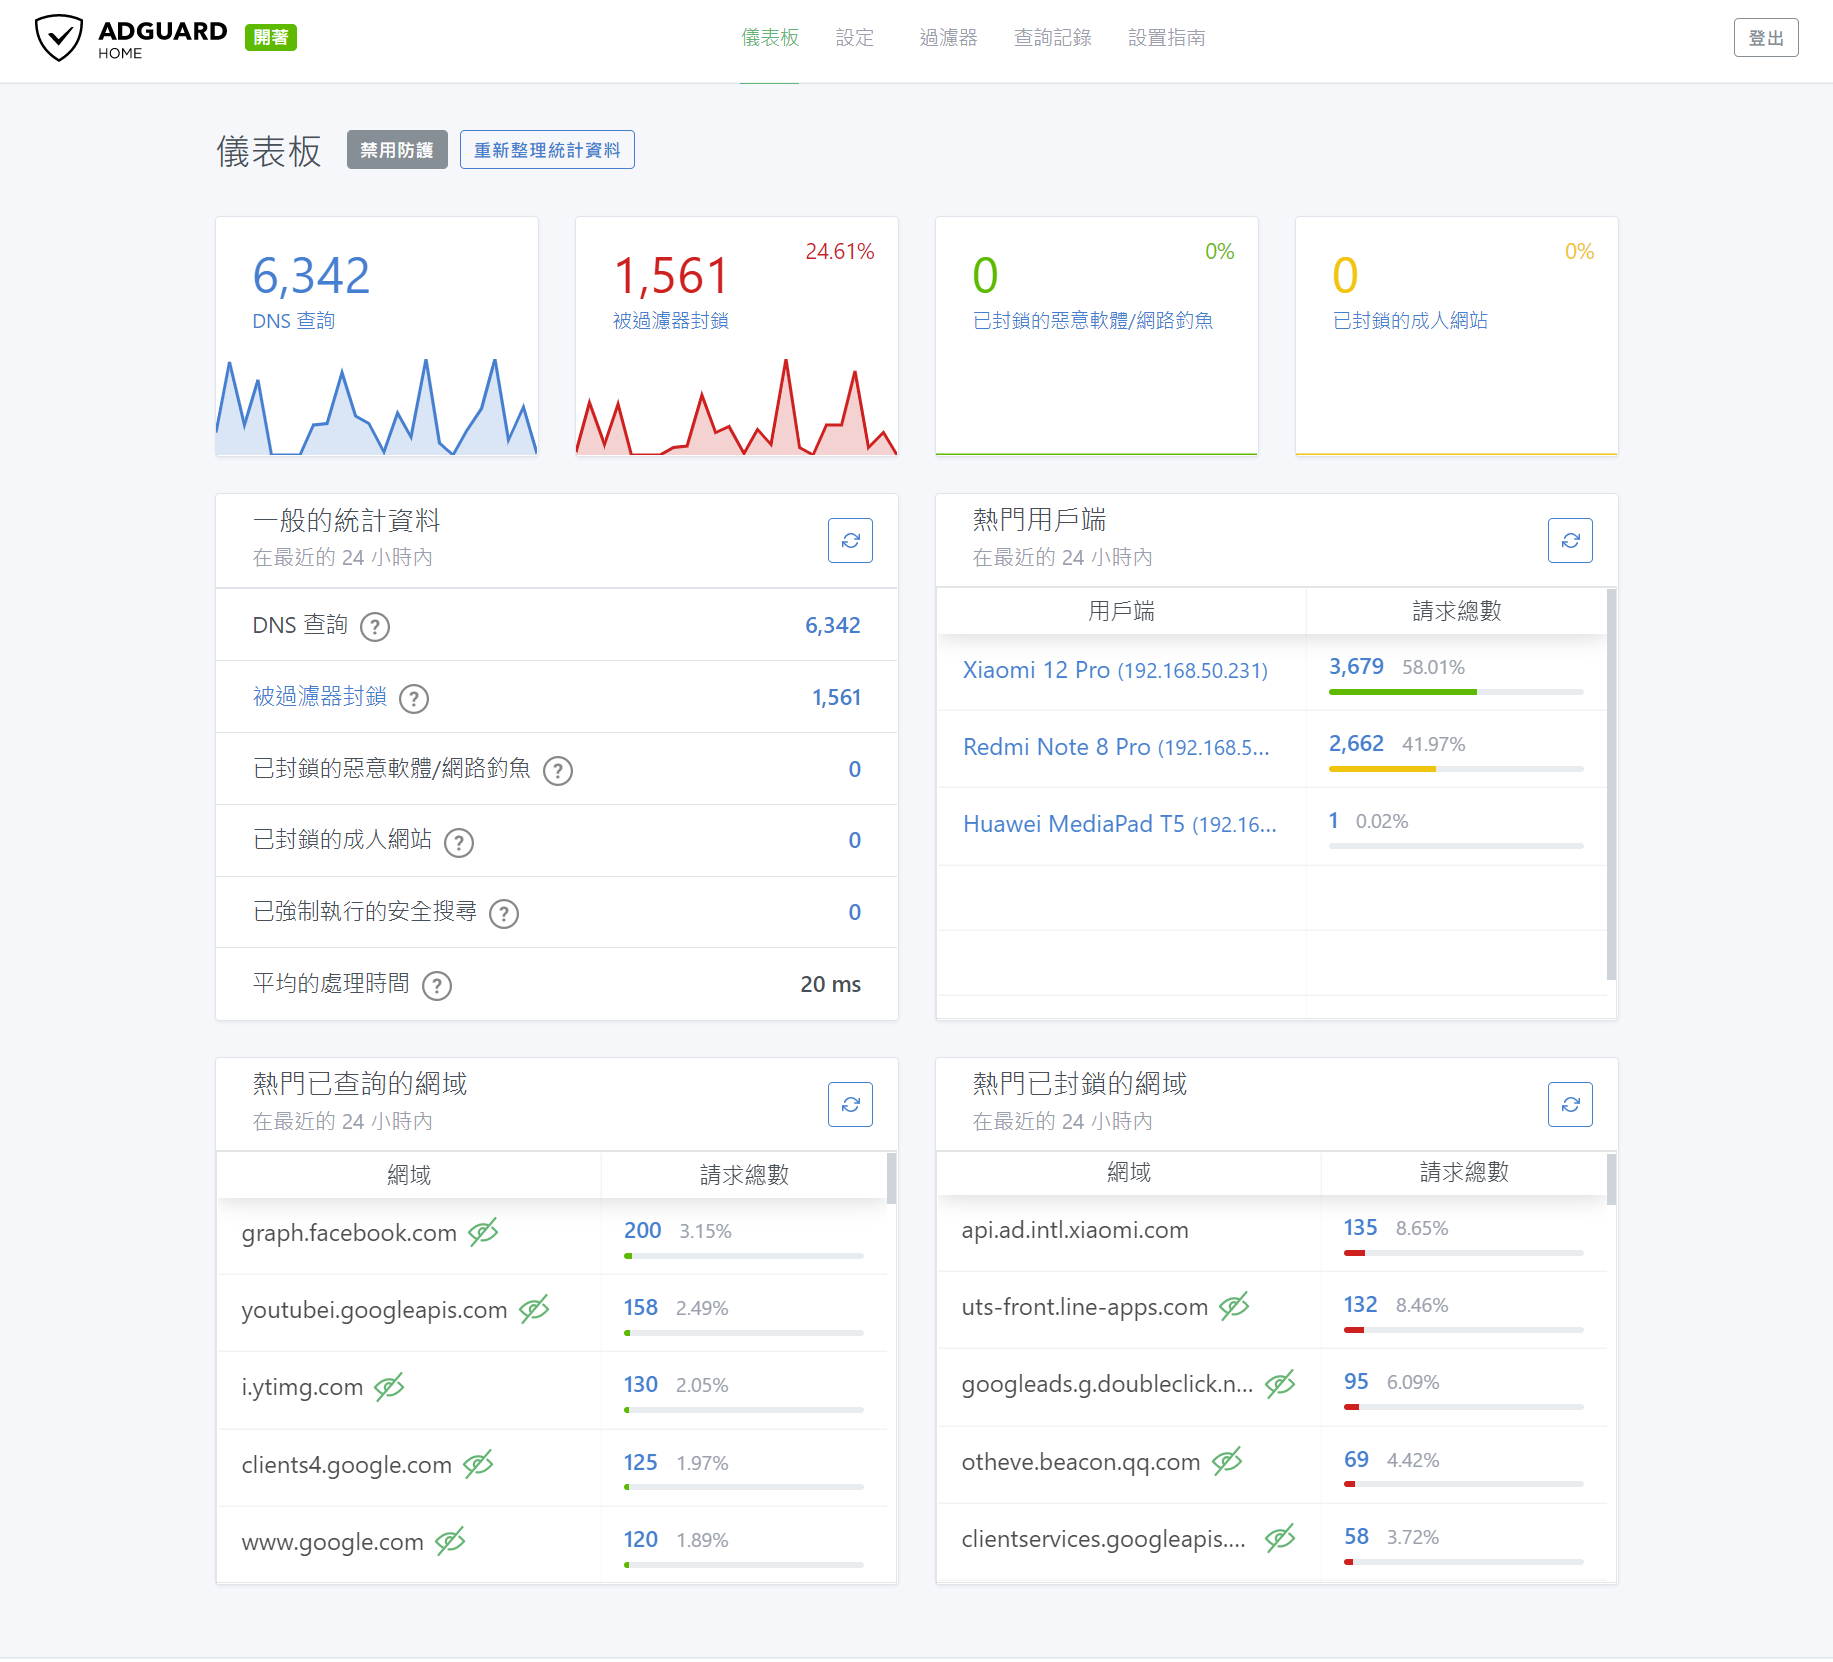 ADGUARD
HOME
開著
儀表板
設定
過濾器
查詢記錄
設置指南
登出
儀表板
禁用防護
重新整理統計資料
6,342
DNS 查詢
1,561
24.61%
被過濾器封鎖
0
0%
已封鎖的惡意軟體/網路釣魚
0
0%
已封鎖的成人網站
一般的統計資料
在最近的 24 小時內
DNS 查詢 ?
6,342
被過濾器封鎖 ?
1,561
已封鎖的惡意軟體/網路釣魚 ?
0
已封鎖的成人網站 ?
0
已強制執行的安全搜尋 ?
0
平均的處理時間 ?
20 ms
熱門用戶端
在最近的 24 小時內
用戶端
請求總數
Xiaomi 12 Pro (192.168.50.231)
3,679 58.01%
Redmi Note 8 Pro (192.168.5...
2,662 41.97%
Huawei MediaPad T5 (192.16...
1 0.02%
熱門已查詢的網域
在最近的 24 小時內
網域
請求總數
graph.facebook.com
200 3.15%
youtubei.googleapis.com
158 2.49%
i.ytimg.com
130 2.05%
clients4.google.com
125 1.97%
www.google.com
120 1.89%
熱門已封鎖的網域
在最近的 24 小時內
網域
請求總數
api.ad.intl.xiaomi.com
135 8.65%
uts-front.line-apps.com
132 8.46%
googleads.g.doubleclick.n...
95 6.09%
otheve.beacon.qq.com
69 4.42%
clientservices.googleapis....
58 3.72%